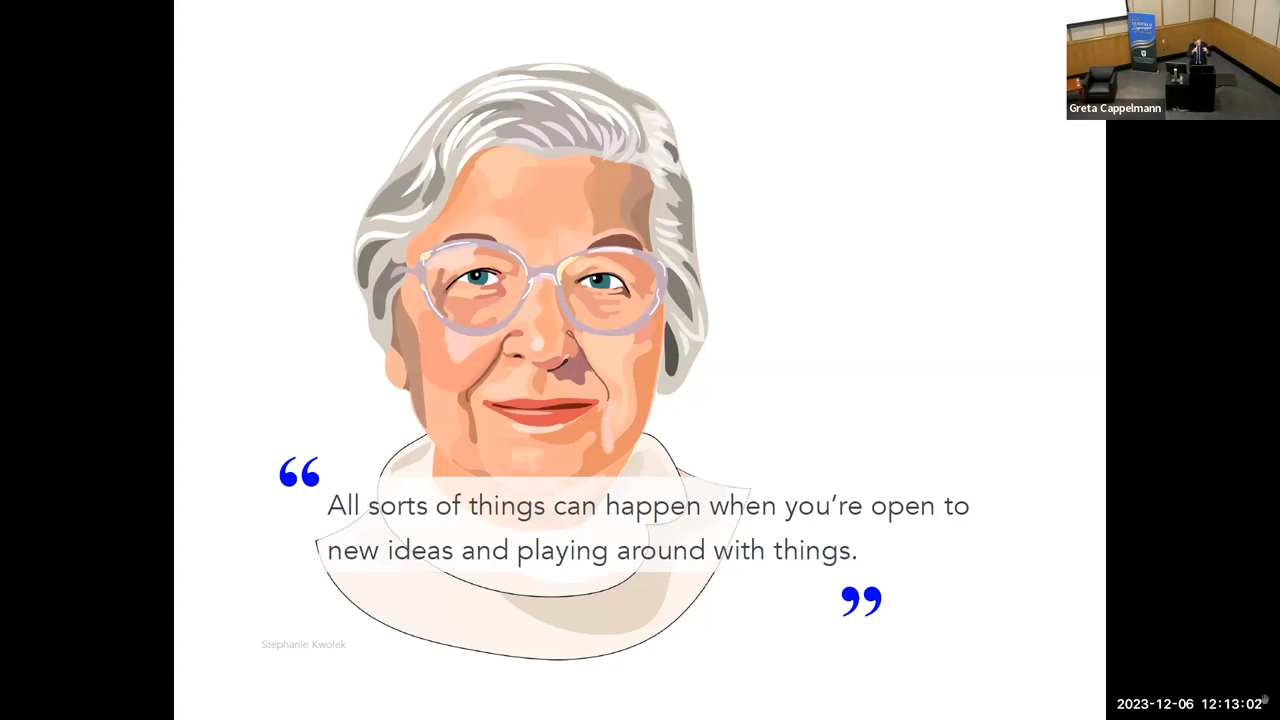 Greta Cappelmann
“ All sorts of things can happen when you’re open to
new ideas and playing around with things. ”
Stephanie Kwolek
2023-12-06 12:13:02